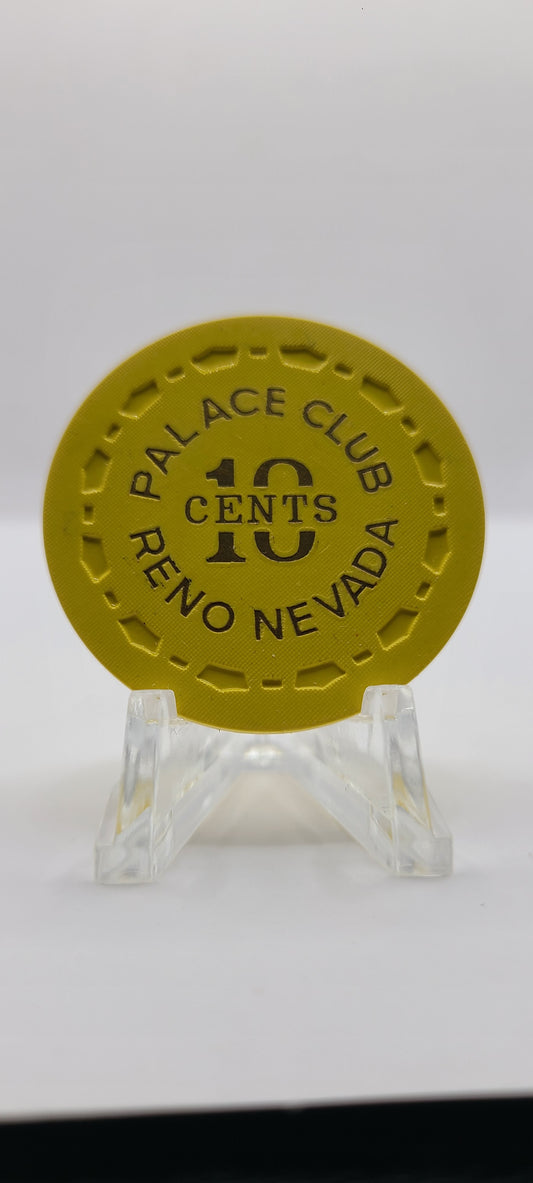 PALACE CLUB
10
CENTS
RENO NEVADA